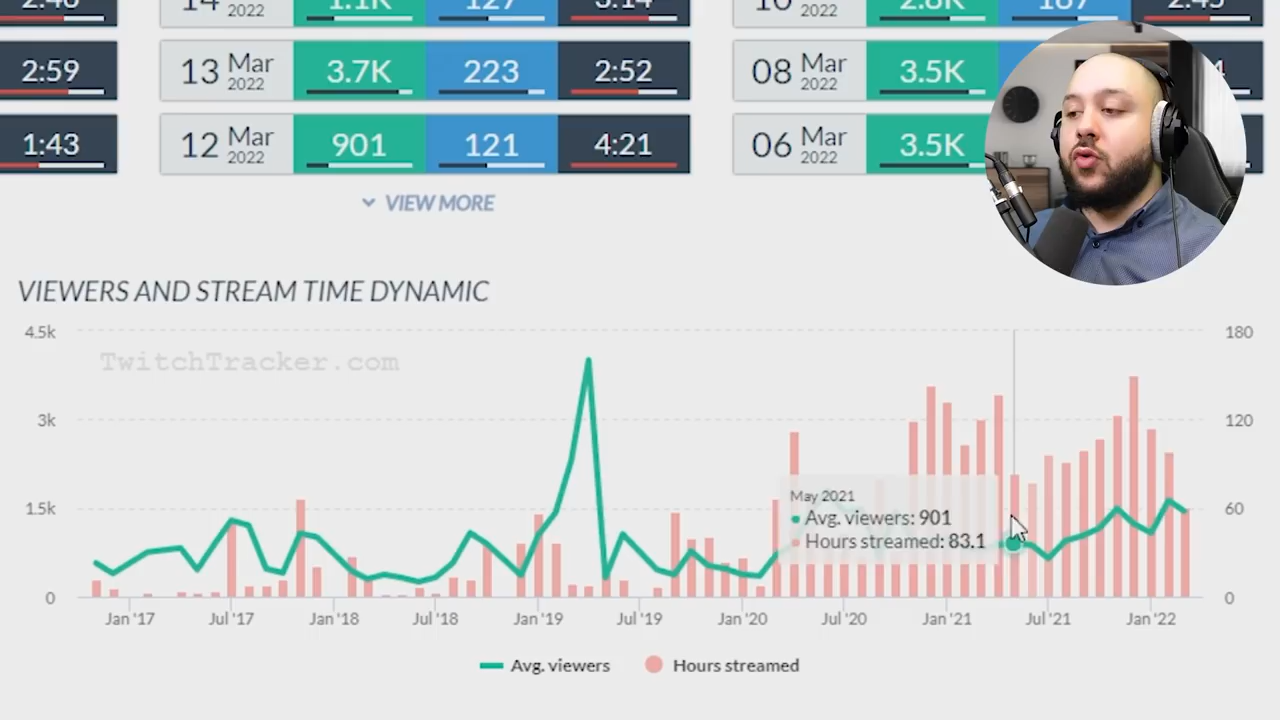 2022
2022
13 Mar 2022 3.7K 223 2:52
2:59
08 Mar 2022 3.5K
1:43
12 Mar 2022 901 121 4:21
06 Mar 2022 3.5K
VIEW MORE
VIEWERS AND STREAM TIME DYNAMIC
4.5k
180
TwitchTracker.com
3k
120
May 2021
1.5k
60
Avg. viewers: 901
Hours streamed: 83.1
0
0
Jan '17 Jul '17 Jan '18 Jul '18 Jan '19 Jul '19 Jan '20 Jul '20 Jan '21 Jul '21 Jan '22
Avg. viewers Hours streamed